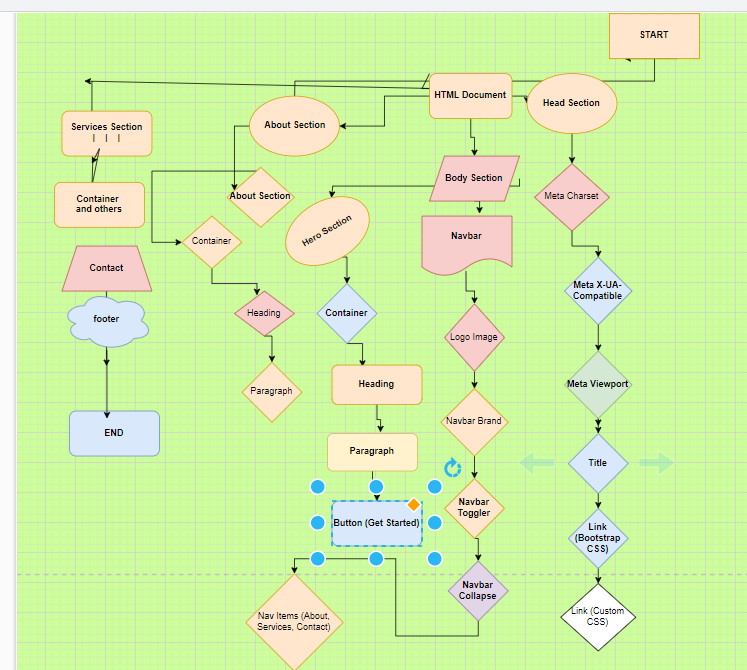 START
HTML Document
Head Section
Services Section
| | |
About Section
Body Section
Container
and others
About Section
Meta Charset
Hero Section
Navbar
Container
Contact
Meta X-UA-
Compatible
footer
Heading
Container
Logo Image
Heading
Meta Viewport
Paragraph
Navbar Brand
END
Paragraph
Title
Navbar
Toggler
Button (Get Started)
Link
(Bootstrap
CSS)
Navbar
Collapse
Nav Items (About,
Services, Contact)
Link (Custom
CSS)